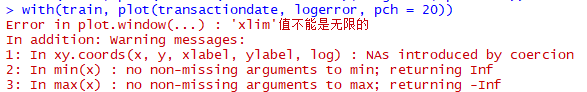 > with(train, plot(transactiondate, logerror, pch = 20))
Error in plot.window(...) : 'xlim'值不能是无限的
In addition: Warning messages:
1: In xy.coords(x, y, xlabel, ylabel, log) : NAs introduced by coercion
2: In min(x) : no non-missing arguments to min; returning Inf
3: In max(x) : no non-missing arguments to max; returning -Inf